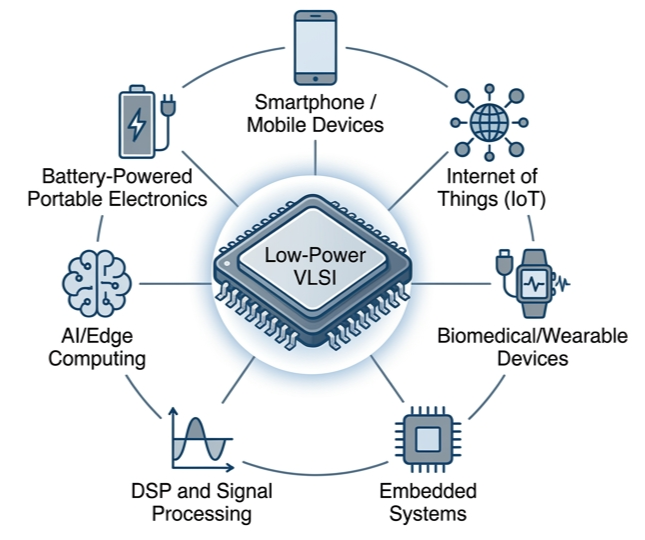 Smartphone /
Mobile Devices
Battery-Powered
Portable Electronics
Internet of
Things (IoT)
Low-Power
VLSI
AI/Edge
Computing
Biomedical/Wearable
Devices
DSP and Signal
Processing
Embedded
Systems